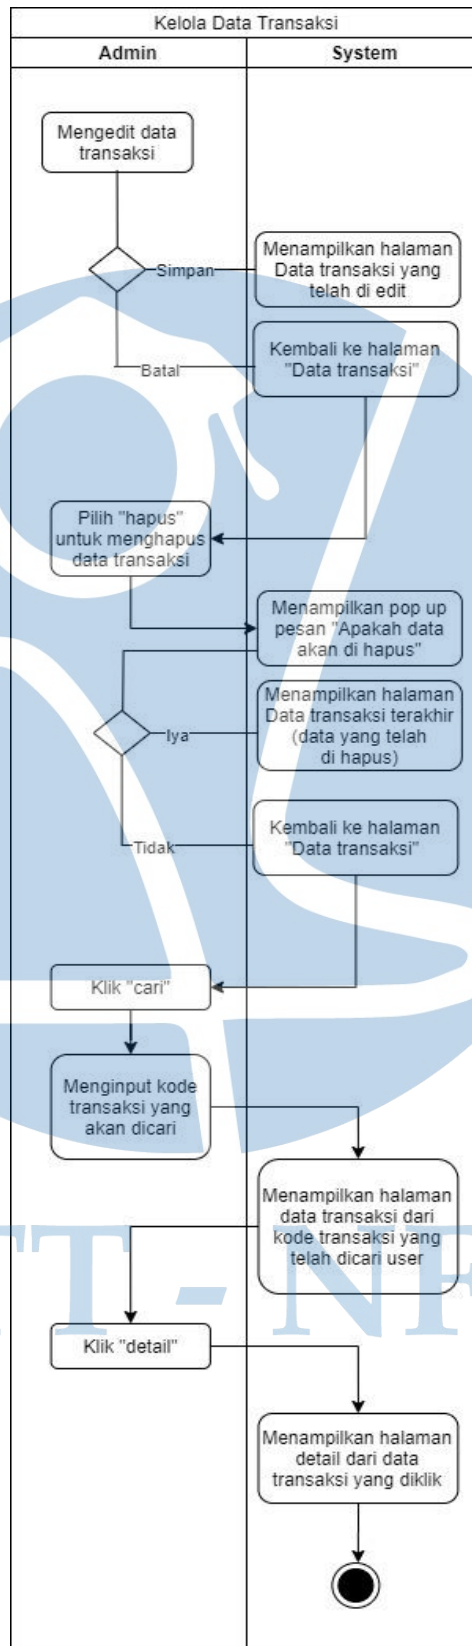 Kelola Data Transaksi
Admin
System
Mengedit data
transaksi
Simpan
Menampilkan halaman
Data transaksi yang
telah di edit
Batal
Kembali ke halaman
"Data transaksi"
Pilih "hapus"
untuk menghapus
data transaksi
Menampilkan pop up
pesan "Apakah data
akan di hapus"
Iya
Menampilkan halaman
Data transaksi terakhir
(data yang telah
di hapus)
Tidak
Kembali ke halaman
"Data transaksi"
Klik "cari"
Menginput kode
transaksi yang
akan dicari
Menampilkan halaman
data transaksi dari
kode transaksi yang
telah dicari user
TT - NF
Klik "detail"
Menampilkan halaman
detail dari data
transaksi yang diklik